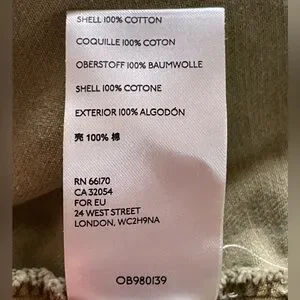 SHELL 100% COTTON
COQUILLE 100% COTON
OBERSTOFF 100% BAUMWOLLE
SHELL 100% COTONE
EXTERIOR 100% ALGODÓN
売 100% 棉
RN 66170
CA 32054
FOR EU
24 WEST STREET
LONDON, WC2H9NA
OB980139